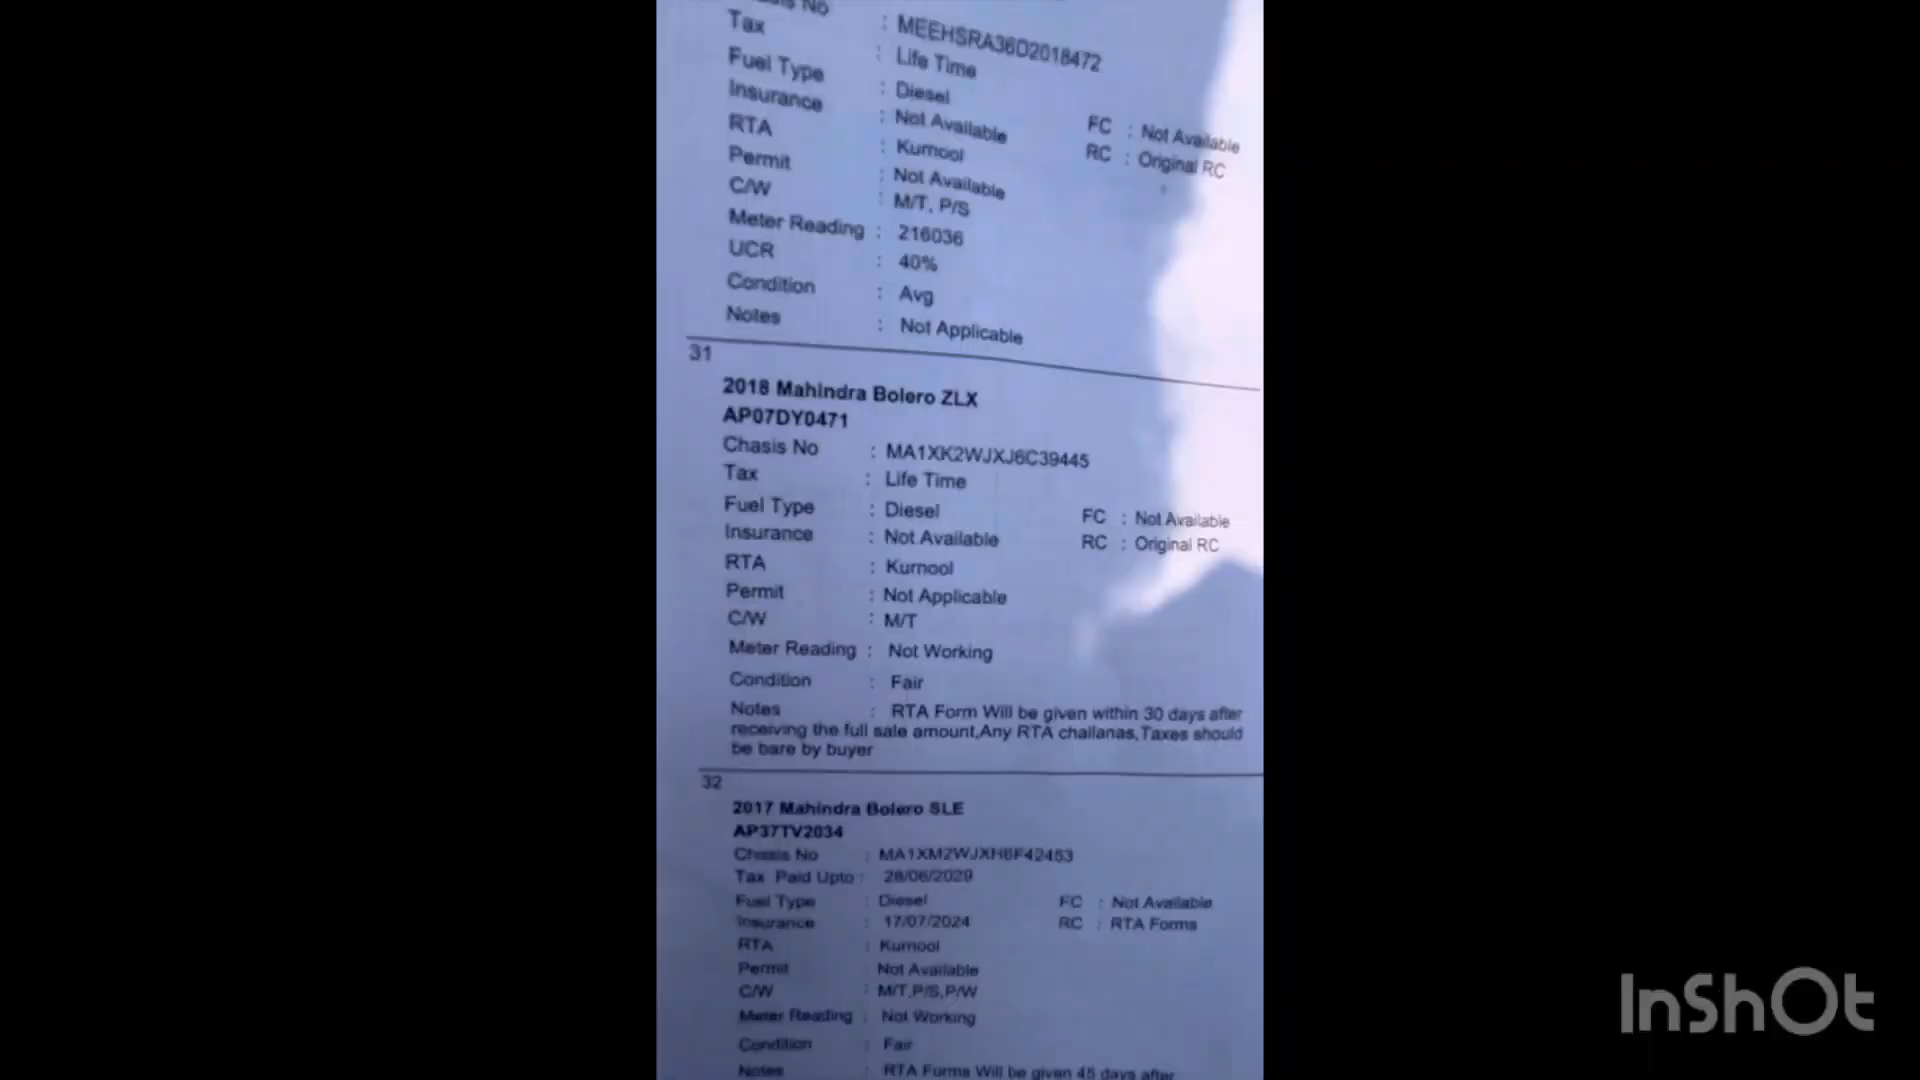 No
: MEEHSRA36D2018472
Tax : Life Time
Fuel Type : Diesel
Insurance : Not Available FC : Not Available
RTA : Kurnool RC : Original RC
Permit : Not Available
C/W : M/T, P/S
Meter Reading : 216036
UCR : 40%
Condition : Avg
Notes : Not Applicable
31
2018 Mahindra Bolero ZLX
AP07DY0471
Chasis No : MA1XK2WJXJ6C39445
Tax : Life Time
Fuel Type : Diesel FC : Not Available
Insurance : Not Available RC : Original RC
RTA : Kurnool
Permit : Not Applicable
C/W : M/T
Meter Reading : Not Working
Condition : Fair
Notes : RTA Form Will be given within 30 days after
receiving the full sale amount,Any RTA challanas,Taxes should
be bare by buyer
32
2017 Mahindra Bolero SLE
AP37TV2034
Chasis No : MA1XM2WJXH6F42453
Tax Paid Upto : 28/06/2029
Fuel Type : Diesel FC : Not Available
Insurance : 17/07/2024 RC : RTA Forms
RTA : Kurnool
Permit : Not Available
C/W : M/T,P/S,P/W
Meter Reading : Not Working
Condition : Fair
Notes : RTA Forms Will be given 45 days after
InShOt